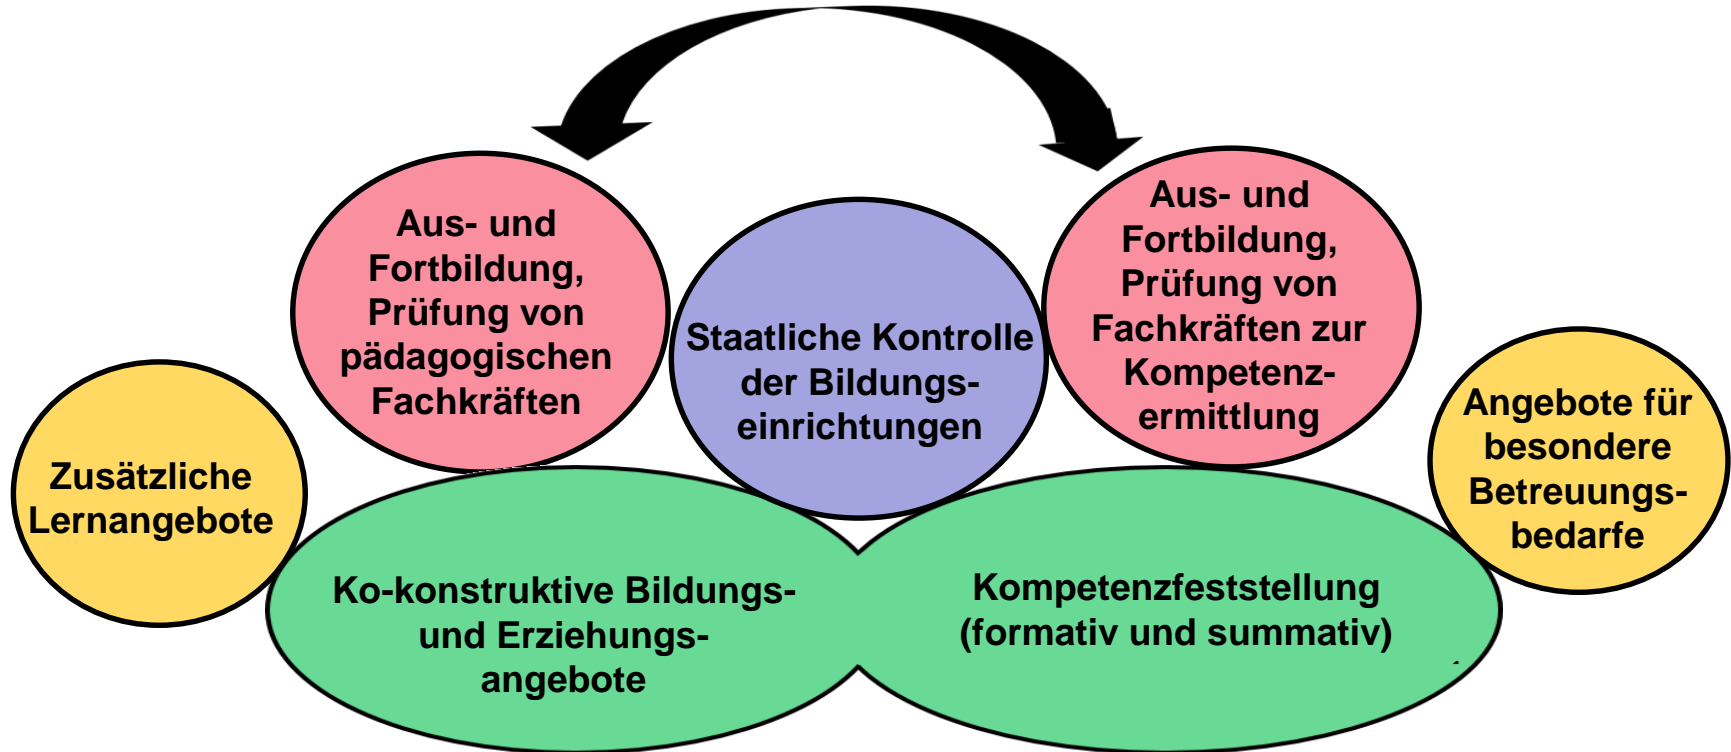 Aus- und
Fortbildung,
Prüfung von
pädagogischen
Fachkräften
Staatliche Kontrolle
der Bildungs-
einrichtungen
Aus- und
Fortbildung,
Prüfung von
Fachkräften zur
Kompetenz-
ermittlung
Zusätzliche
Lernangebote
Angebote für
besondere
Betreuungs-
bedarfe
Ko-konstruktive Bildungs-
und Erziehungs-
angebote
Kompetenzfeststellung
(formativ und summativ)